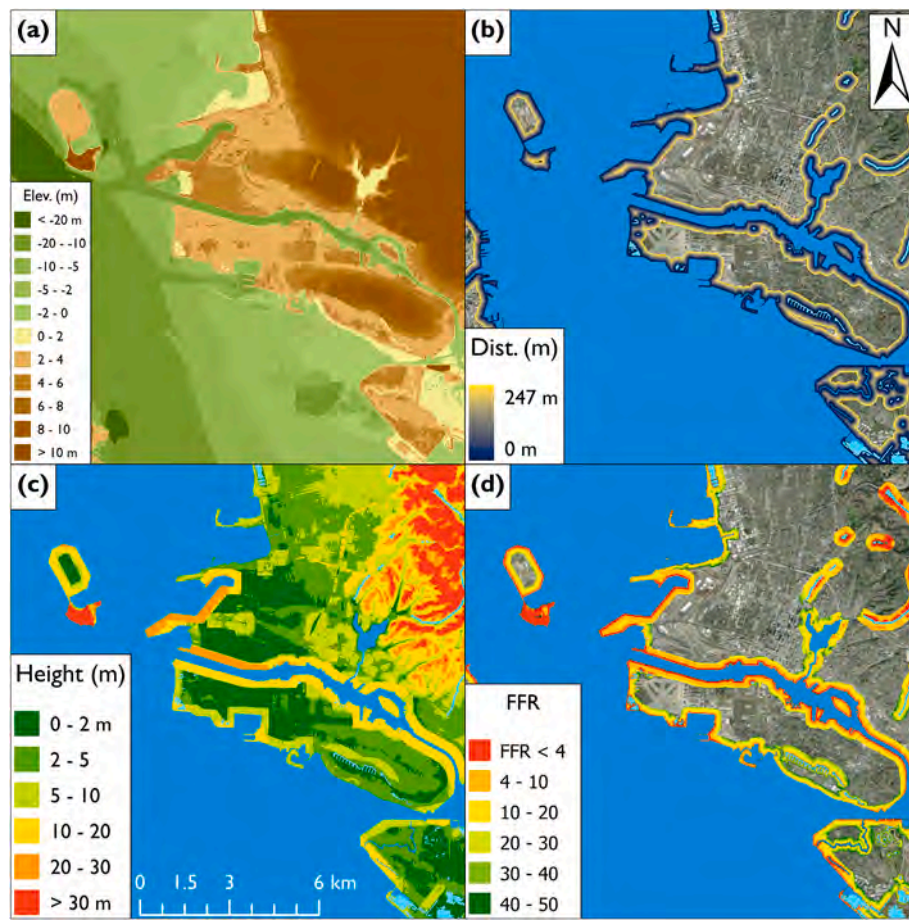 (a)
Elev. (m)
< -20 m
-20 - -10
-10 - -5
-5 - -2
-2 - 0
0 - 2
2 - 4
4 - 6
6 - 8
8 - 10
> 10 m
(b)
N
Dist. (m)
247 m
0 m
(c)
Height (m)
0 - 2 m
2 - 5
5 - 10
10 - 20
20 - 30
> 30 m
0 1.5 3 6 km
(d)
FFR
FFR < 4
4 - 10
10 - 20
20 - 30
30 - 40
40 - 50